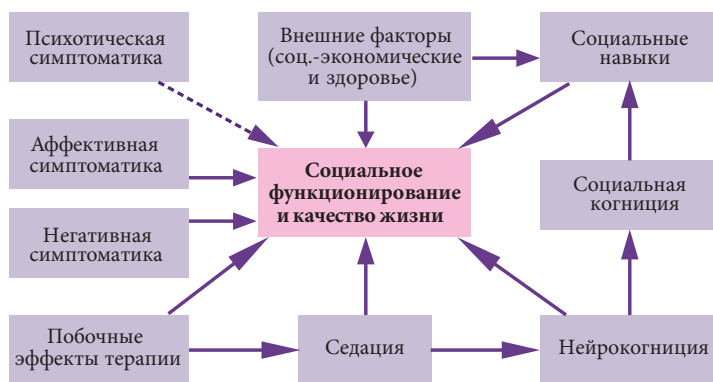 Психотическая
симптоматика
Внешние факторы
(соц.-экономические
и здоровье)
Социальные
навыки
Аффективная
симптоматика
Социальное
функционирование
и качество жизни
Социальная
когниция
Негативная
симптоматика
Побочные
эффекты терапии
Седация
Нейрокогниция